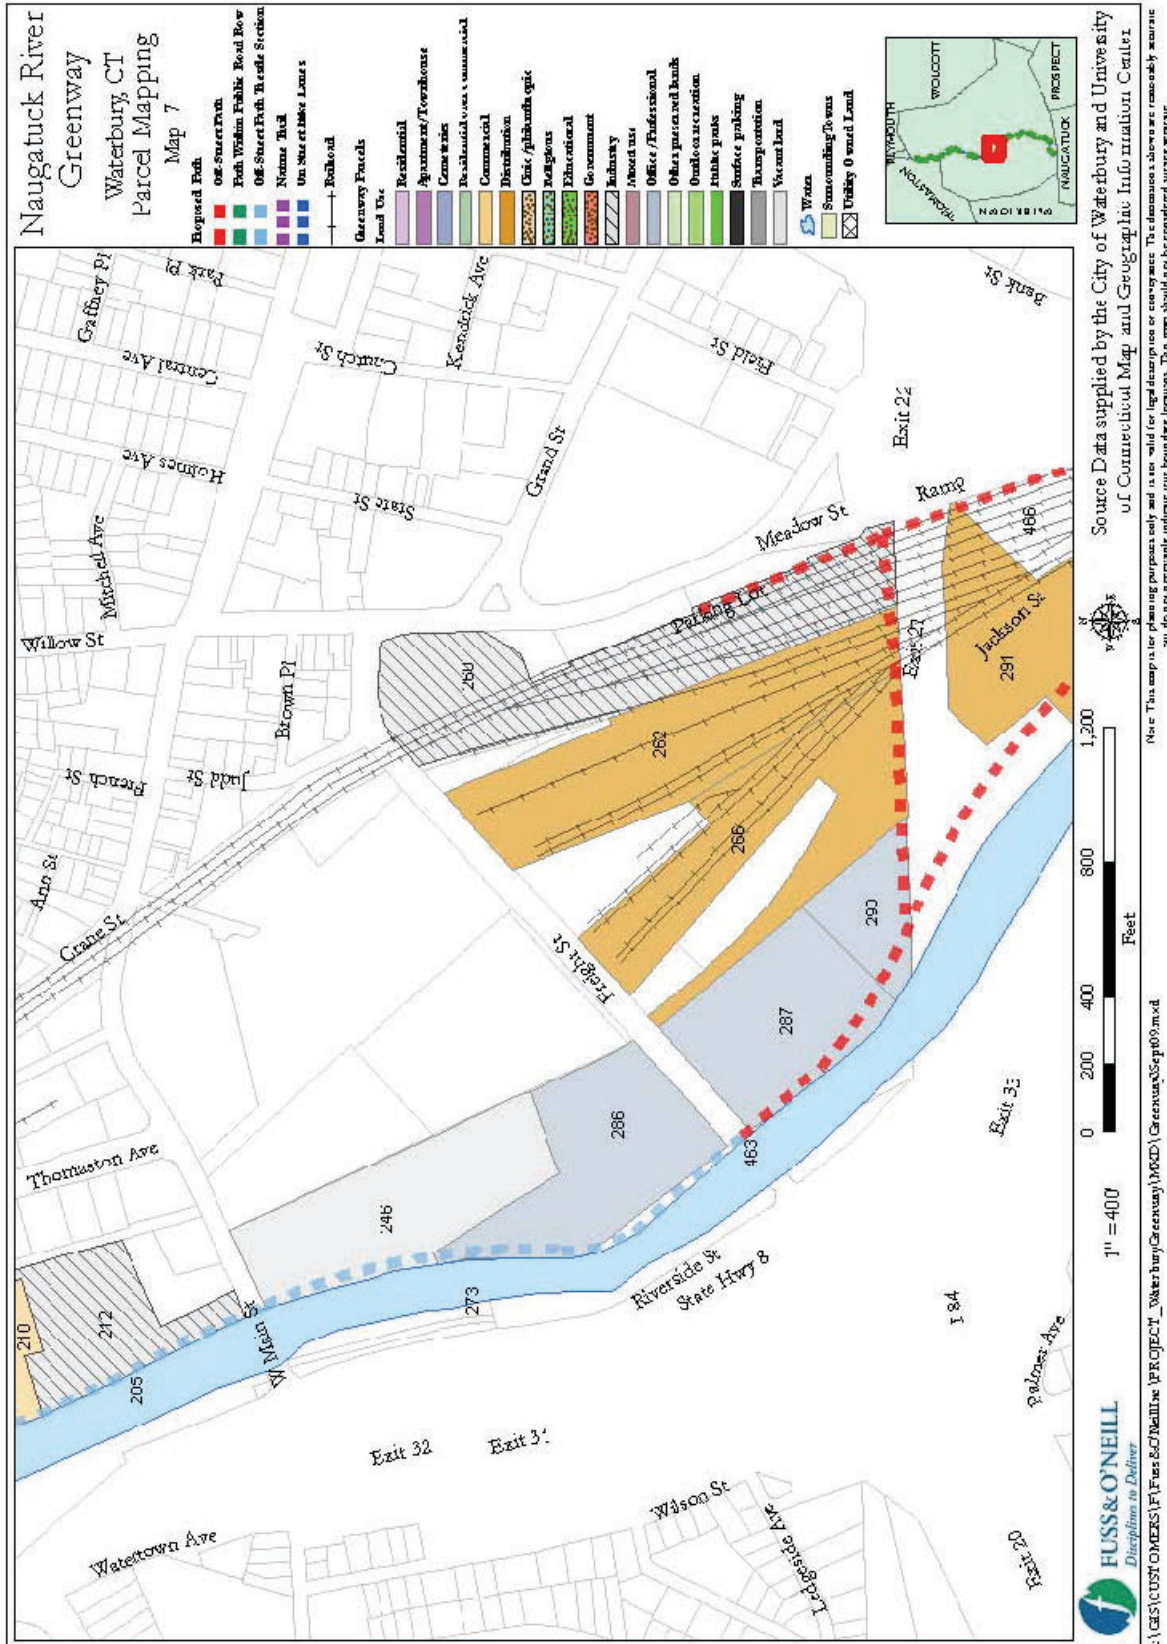 Naugatuck River
Greenway
Waterbury, CT
Parcel Mapping
Map 7
Proposed Path
Off-Street Path
Path Within Public Road Row
Off-Street Path Trestle Section
Nature Trail
On Street Bike Lanes
Railroad
Greenway Parcels
Land Use
Residential
Apartment/Townhouse
Cemeteries
Commercial
Distribution
Civic/philanthropic
Religious
Educational
Government
Industry
Mixed use
Office/Professional
Other preserved lands
Outdoor recreation
Public parks
Surface parking
Transportation
Vacant land
Water
Surrounding Towns
Utility Owned Land
PLYMOUTH
THOMASTON
WOLCOTT
PROSPECT
NAUGATUCK
Gaffney Pl
Park Pl
Central Ave
Holmes Ave
Mitchell Ave
Willow St
Church St
Kendrick Ave
State St
Grand St
Field St
Bank St
Exit 22
Ramp
Meadow St
Parking Lot
466
Exit 21
Jackson St
291
Brown Pl
Judd St
French St
Ann St
Crane St
260
262
266
Freight St
290
287
286
463
246
Thomaston Ave
W Main St
210
212
205
273
Riverside St
State Hwy 8
Exit 33
I 84
Palmer Ave
Exit 32
Exit 31
Wilson St
Ledgeside Ave
Watertown Ave
Exit 20
FUSS&O'NEILL
Disciplines to Deliver
1" = 400'
0 200 400 800 1,200
Feet
N
E
S
W
Source Data supplied by the City of Waterbury and University
of Connecticut Map and Geographic Information Center